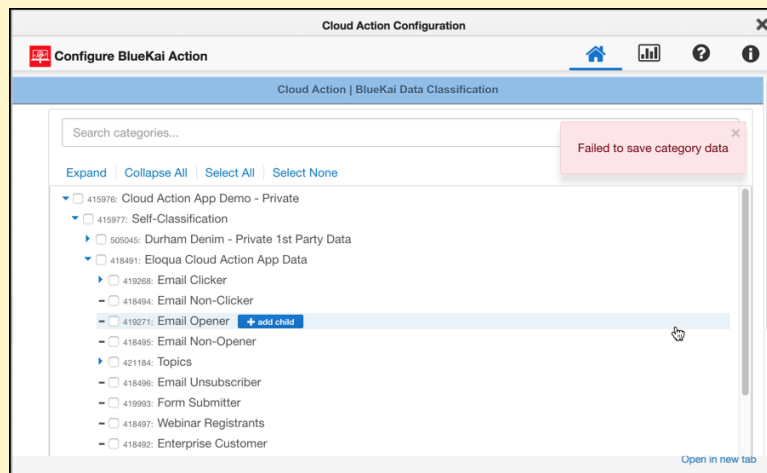 Cloud Action Configuration
Configure BlueKai Action
Cloud Action | BlueKai Data Classification
Search categories...
Failed to save category data
Expand Collapse All Select All Select None
415976: Cloud Action App Demo - Private
415977: Self-Classification
505045: Durham Denim - Private 1st Party Data
418491: Eloqua Cloud Action App Data
419268: Email Clicker
418494: Email Non-Clicker
419271: Email Opener + add child
418495: Email Non-Opener
421184: Topics
418496: Email Unsubscriber
419993: Form Submitter
418497: Webinar Registrants
418492: Enterprise Customer
Open in new tab